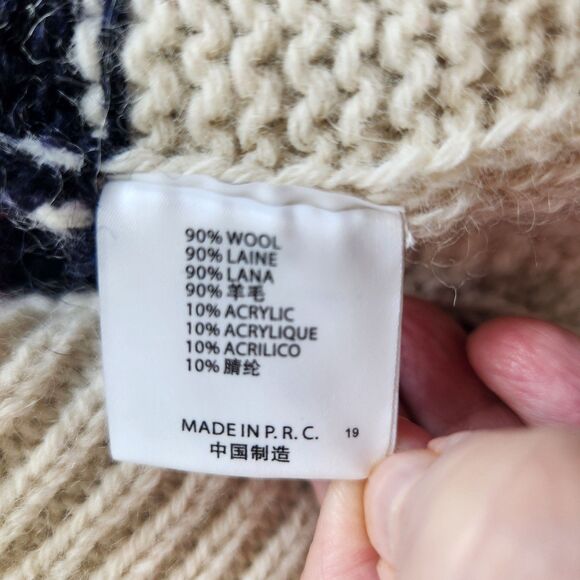 90% WOOL
90% LAINE
90% LANA
90% 羊毛
10% ACRYLIC
10% ACRYLIQUE
10% ACRILICO
10% 腈纶
MADE IN P. R. C. 19
中国制造